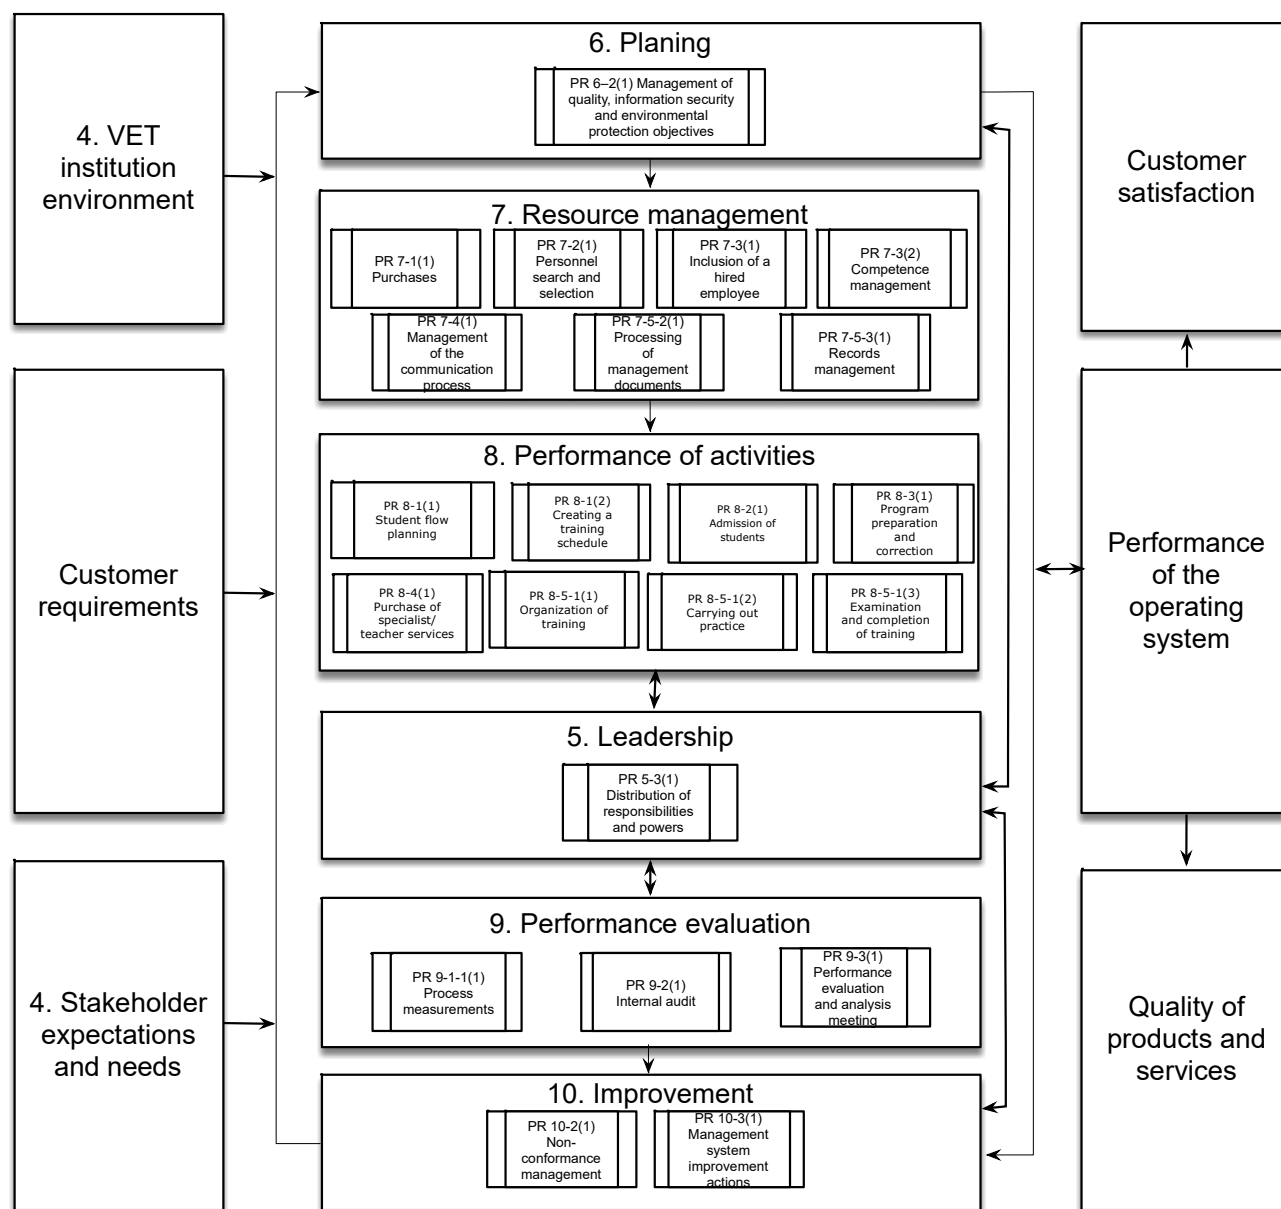 4. VET
institution
environment
Customer
requirements
4. Stakeholder
expectations
and needs
6. Planing
PR 6–2(1) Management of
quality, information security
and environmental
protection objectives
7. Resource management
PR 7-1(1)
Purchases
PR 7-2(1)
Personnel
search and
selection
PR 7-3(1)
Inclusion of a
hired
employee
PR 7-3(2)
Competence
management
PR 7-4(1)
Management
of the
communication
process
PR 7-5-2(1)
Processing
of
management
documents
PR 7-5-3(1)
Records
management
8. Performance of activities
PR 8-1(1)
Student flow
planning
PR 8-1(2)
Creating a
training
schedule
PR 8-2(1)
Admission of
students
PR 8-3(1)
Program
preparation
and
correction
PR 8-4(1)
Purchase of
specialist/
teacher services
PR 8-5-1(1)
Organization of
training
PR 8-5-1(2)
Carrying out
practice
PR 8-5-1(3)
Examination
and completion
of training
5. Leadership
PR 5-3(1)
Distribution of
responsibilities
and powers
9. Performance evaluation
PR 9-1-1(1)
Process
measurements
PR 9-2(1)
Internal audit
PR 9-3(1)
Performance
evaluation
and analysis
meeting
10. Improvement
PR 10-2(1)
Non-
conformance
management
PR 10-3(1)
Management
system
improvement
actions
Customer
satisfaction
Performance
of the
operating
system
Quality of
products and
services